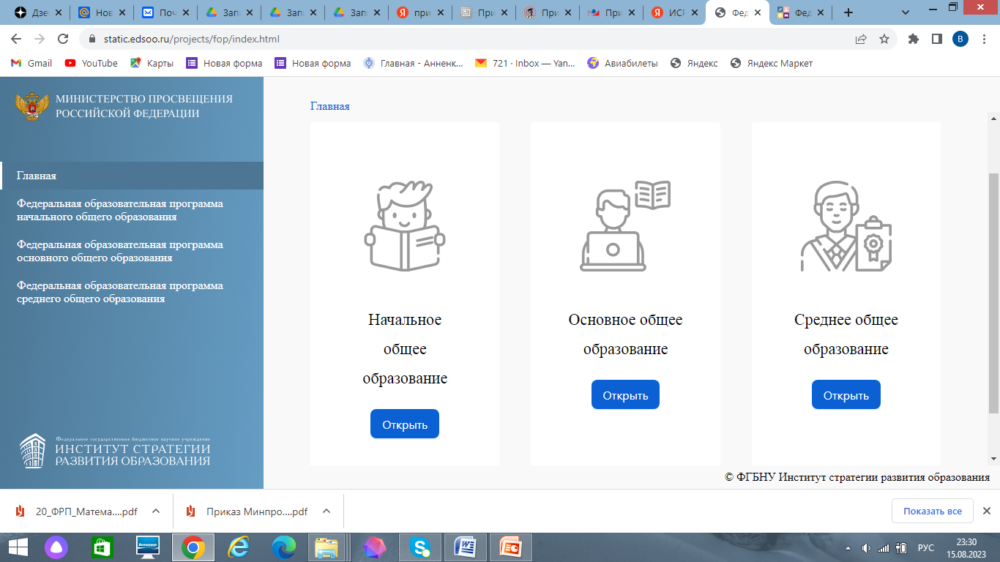 Дзе
Нов
Поч
Запи
Запи
Запи
при
При
При
При
ИСР
Фед
Фед
static.edsoo.ru/projects/fop/index.html
B
Gmail
YouTube
Карты
Новая форма
Новая форма
Главная - Анненк...
721 · Inbox — Yan...
Авиабилеты
Яндекс
Яндекс Маркет
МИНИСТЕРСТВО ПРОСВЕЩЕНИЯ
РОССИЙСКОЙ ФЕДЕРАЦИИ
Главная
Федеральная образовательная программа
начального общего образования
Федеральная образовательная программа
основного общего образования
Федеральная образовательная программа
среднего общего образования
Федеральное государственное бюджетное научное учреждение
ИНСТИТУТ СТРАТЕГИИ
РАЗВИТИЯ ОБРАЗОВАНИЯ
Главная
Начальное
общее
образование
Открыть
Основное общее
образование
Открыть
Среднее общее
образование
Открыть
© ФГБНУ Институт стратегии развития образования
20_ФРП_Матема....pdf
Приказ Минпро....pdf
Показать все
lenovo
РУС
23:30
15.08.2023